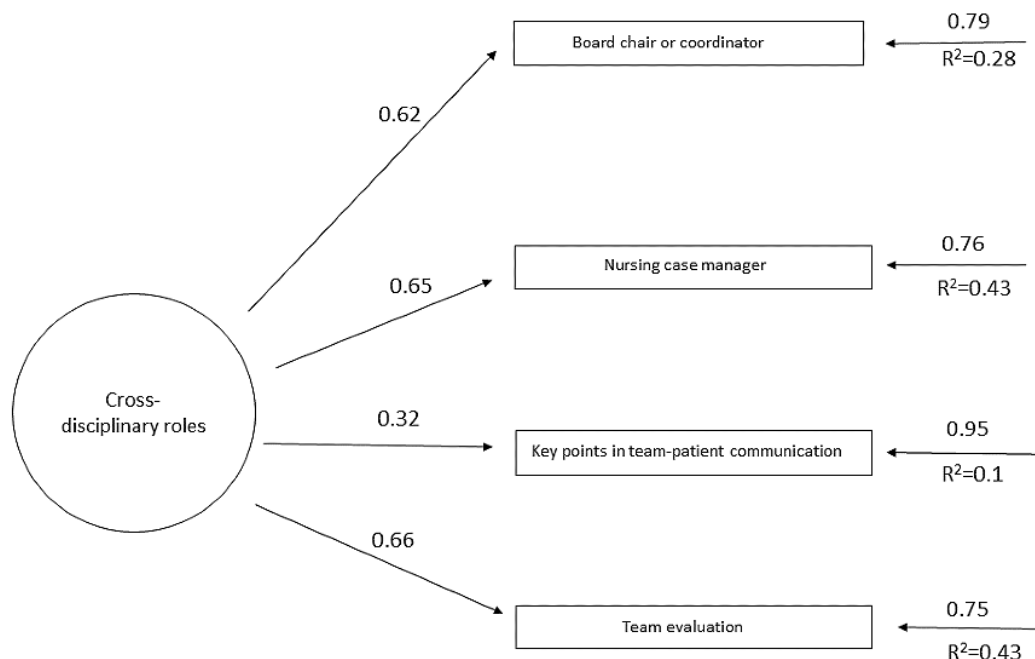 0.79
Board chair or coordinator
R²=0.28
0.62
0.76
Nursing case manager
0.65
R²=0.43
Cross-
disciplinary roles
0.32
0.95
Key points in team-patient communication
R²=0.1
0.66
0.75
Team evaluation
R²=0.43